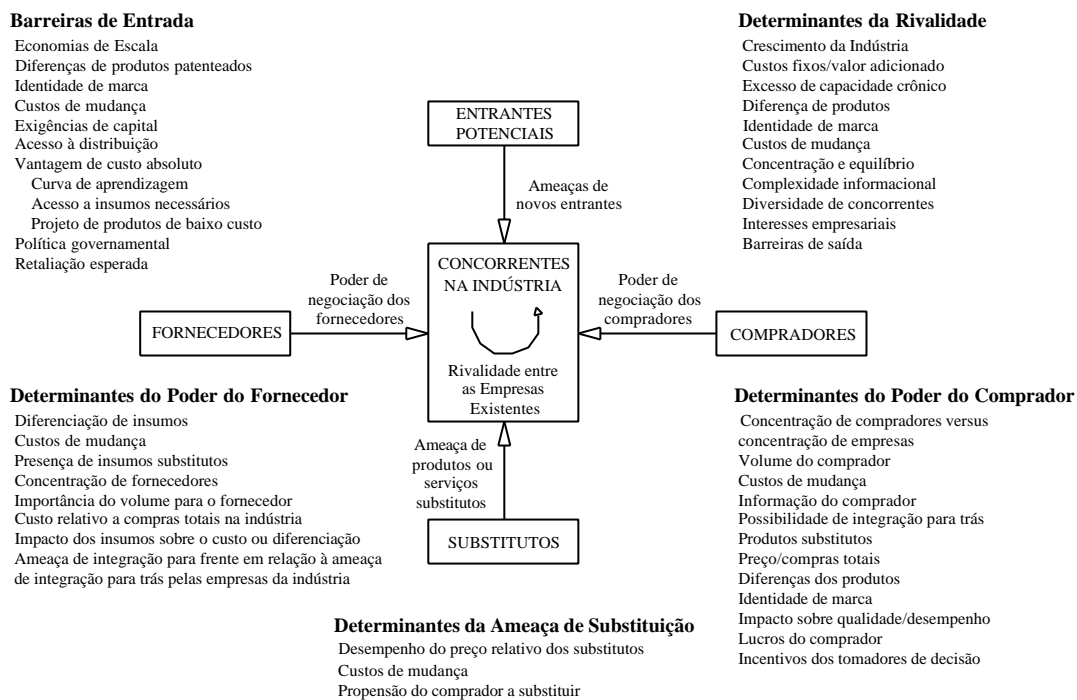 Barreiras de Entrada
Economias de Escala
Diferenças de produtos patenteados
Identidade de marca
Custos de mudança
Exigências de capital
Acesso à distribuição
Vantagem de custo absoluto
Curva de aprendizagem
Acesso a insumos necessários
Projeto de produtos de baixo custo
Política governamental
Retaliação esperada
Determinantes da Rivalidade
Crescimento da Indústria
Custos fixos/valor adicionado
Excesso de capacidade crônico
Diferença de produtos
Identidade de marca
Custos de mudança
Concentração e equilíbrio
Complexidade informacional
Diversidade de concorrentes
Interesses empresariais
Barreiras de saída
ENTRANTES
POTENCIAIS
Ameaças de
novos entrantes
CONCORRENTES
NA INDÚSTRIA
Rivalidade entre
as Empresas
Existentes
Poder de
negociação dos
fornecedores
FORNECEDORES
Poder de
negociação dos
compradores
COMPRADORES
Ameaça de
produtos ou
serviços
substitutos
SUBSTITUTOS
Determinantes do Poder do Fornecedor
Diferenciação de insumos
Custos de mudança
Presença de insumos substitutos
Concentração de fornecedores
Importância do volume para o fornecedor
Custo relativo a compras totais na indústria
Impacto dos insumos sobre o custo ou diferenciação
Ameaça de integração para frente em relação à ameaça
de integração para trás pelas empresas da indústria
Determinantes do Poder do Comprador
Concentração de compradores versus
concentração de empresas
Volume do comprador
Custos de mudança
Informação do comprador
Possibilidade de integração para trás
Produtos substitutos
Preço/compras totais
Diferenças dos produtos
Identidade de marca
Impacto sobre qualidade/desempenho
Lucros do comprador
Incentivos dos tomadores de decisão
Determinantes da Ameaça de Substituição
Desempenho do preço relativo dos substitutos
Custos de mudança
Propensão do comprador a substituir